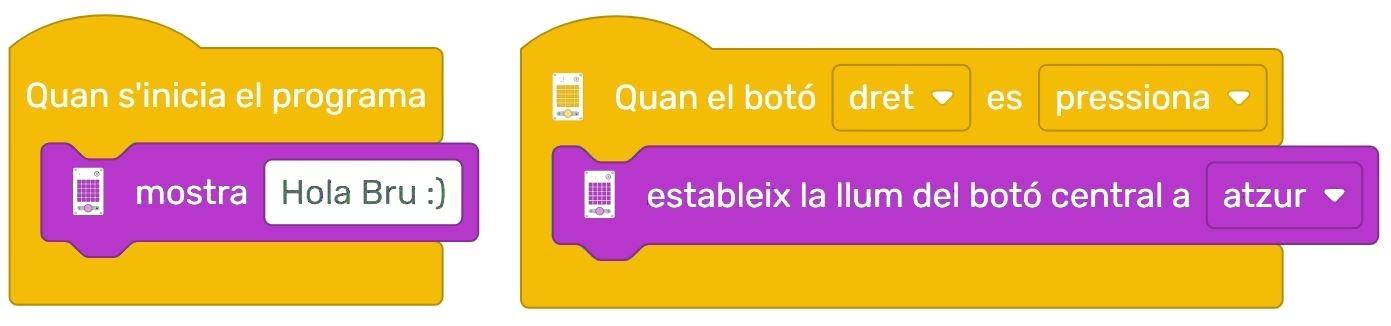 Quan s'inicia el programa
mostra Hola Bru :)
Quan el botó dret es pressiona
estableix la llum del botó central a atzur